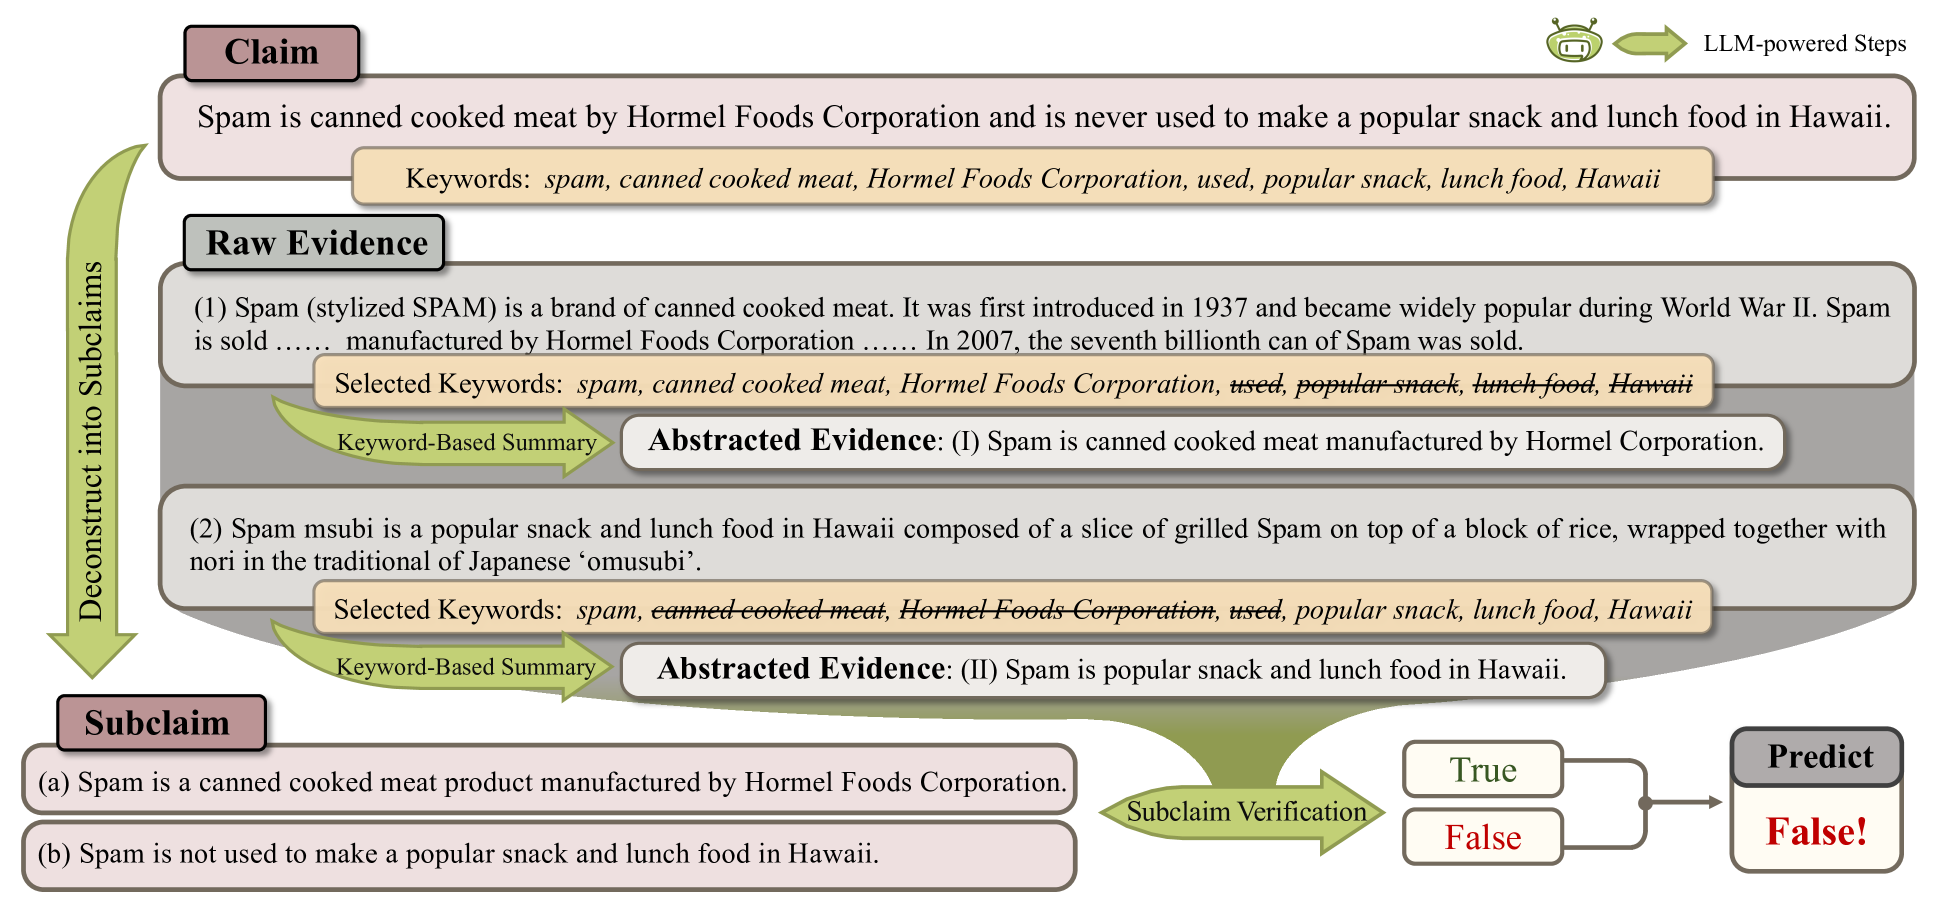 LLM-powered Steps
Claim
Spam is canned cooked meat by Hormel Foods Corporation and is never used to make a popular snack and lunch food in Hawaii.
Keywords: spam, canned cooked meat, Hormel Foods Corporation, used, popular snack, lunch food, Hawaii
Deconstruct into Subclaims
Raw Evidence
(1) Spam (stylized SPAM) is a brand of canned cooked meat. It was first introduced in 1937 and became widely popular during World War II. Spam
is sold …… manufactured by Hormel Foods Corporation …… In 2007, the seventh billionth can of Spam was sold.
Selected Keywords: spam, canned cooked meat, Hormel Foods Corporation, used, popular snack, lunch food, Hawaii
Keyword-Based Summary
Abstracted Evidence: (I) Spam is canned cooked meat manufactured by Hormel Corporation.
(2) Spam msubi is a popular snack and lunch food in Hawaii composed of a slice of grilled Spam on top of a block of rice, wrapped together with
nori in the traditional of Japanese ‘omusubi’.
Selected Keywords: spam, canned cooked meat, Hormel Foods Corporation, used, popular snack, lunch food, Hawaii
Keyword-Based Summary
Abstracted Evidence: (II) Spam is popular snack and lunch food in Hawaii.
Subclaim
(a) Spam is a canned cooked meat product manufactured by Hormel Foods Corporation.
(b) Spam is not used to make a popular snack and lunch food in Hawaii.
Subclaim Verification
True
False
Predict
False!